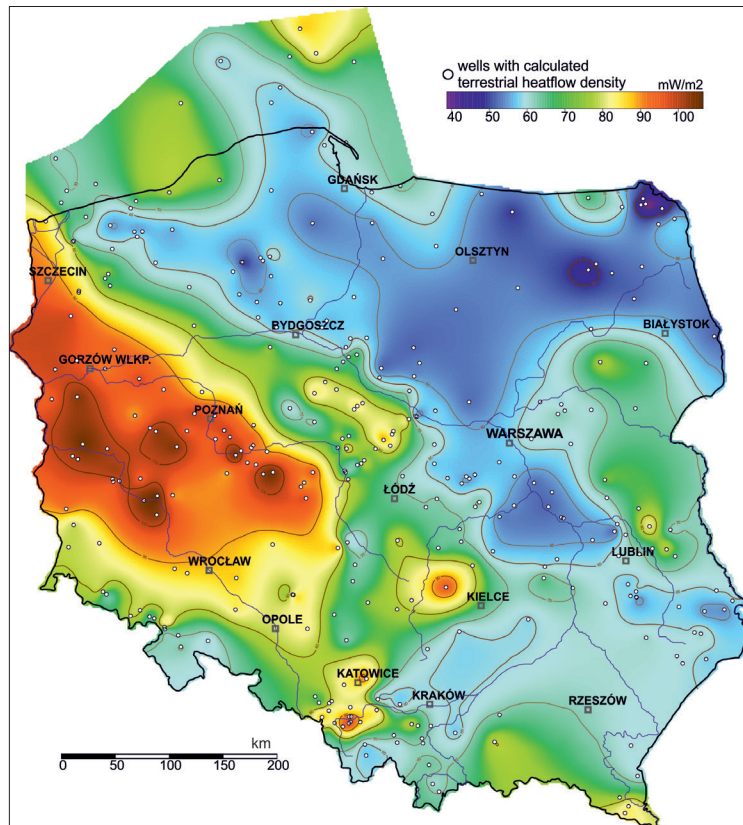 wells with calculated
terrestrial heatflow density
mW/m2
40 50 60 70 80 90 100
GDAŃSK
OLSZTYN
SZCZECIN
BYDGOSZCZ
BIAŁYSTOK
GORZÓW WLKP.
POZNAŃ
WARSZAWA
ŁÓDŹ
LUBLIN
WROCŁAW
KIELCE
OPOLE
KATOWICE
KRAKÓW
RZESZÓW
km
0 50 100 150 200